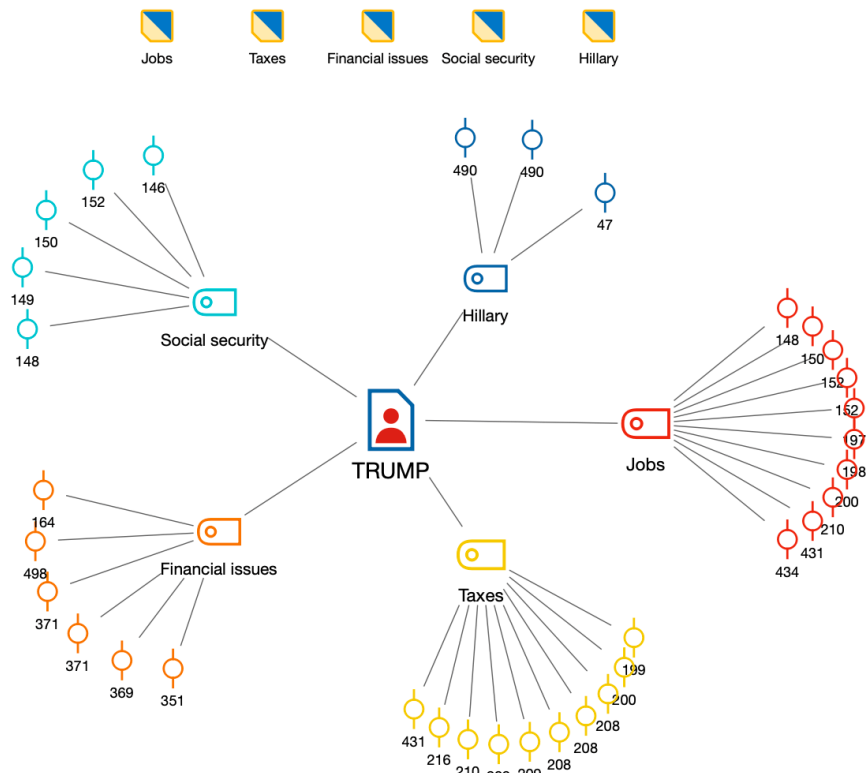 Jobs
Taxes
Financial issues
Social security
Hillary
490
490
47
146
152
150
149
148
Social security
Hillary
148
150
152
152
197
198
200
210
431
434
Jobs
TRUMP
164
498
371
371
369
351
Financial issues
Taxes
199
200
208
208
208
431
216
210